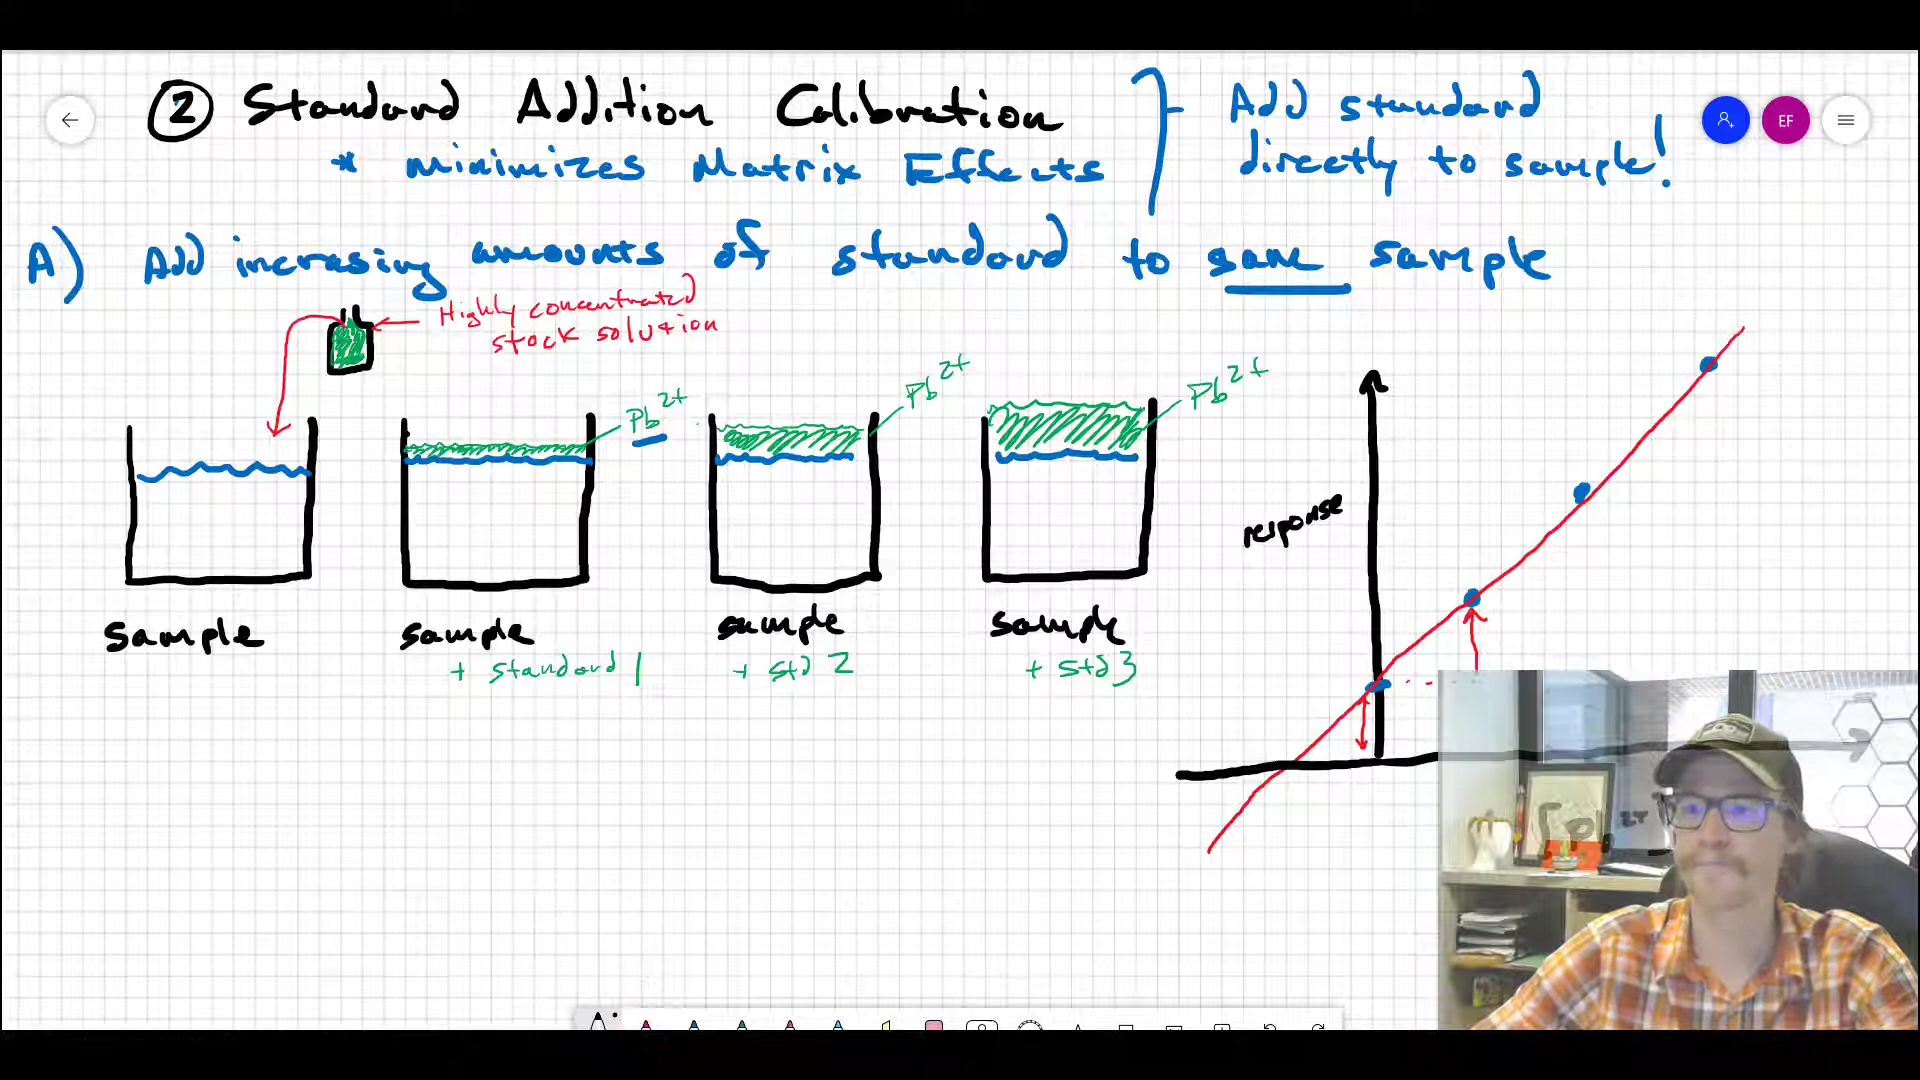 ② Standard Addition Calibration
* minimizes Matrix Effects
Add standard
directly to sample!
A) Add incrasing amounts of standard to same sample
Highly concentrated
stock solution
Pb2+
Pb2+
Pb2+
response
sample
sample
+ standard 1
sample
+ std 2
sample
+ std 3
EF